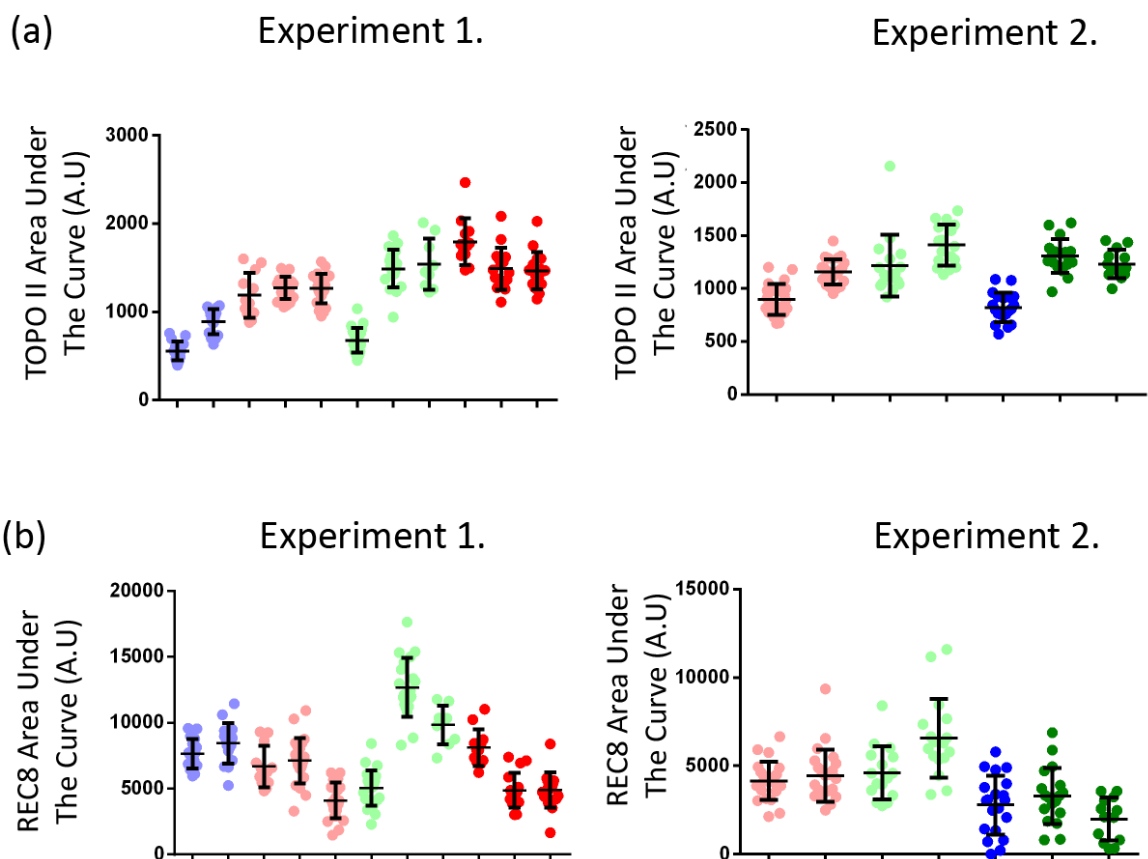 (a)
Experiment 1.
Experiment 2.
TOPO II Area Under
The Curve (A.U)
3000
2000
1000
0
TOPO II Area Under
The Curve (A.U)
2500
2000
1500
1000
500
0
(b)
Experiment 1.
Experiment 2.
REC8 Area Under
The Curve (A.U)
20000
15000
10000
5000
0
REC8 Area Under
The Curve (A.U)
15000
10000
5000
0